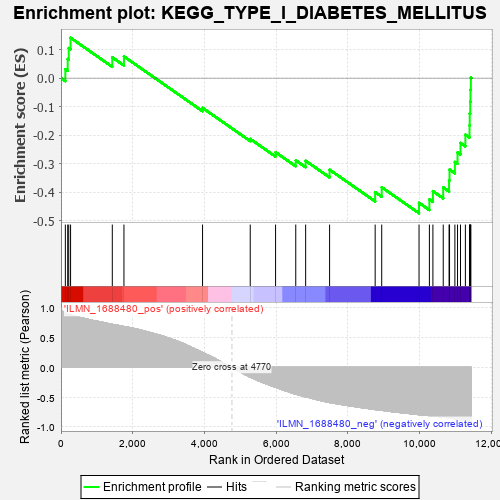 Enrichment plot: KEGG_TYPE_I_DIABETES_MELLITUS
Enrichment score (ES)
0.1
0.0
-0.1
-0.2
-0.3
-0.4
-0.5
Ranked list metric (Pearson)
1.0
0.5
0.0
-0.5
-1.0
'ILMN_1688480_pos' (positively correlated)
Zero cross at 4770
'ILMN_1688480_neg' (negatively correlated)
0
2,000
4,000
6,000
8,000
10,000
12,000
Rank in Ordered Dataset
Enrichment profile
Hits
Ranking metric scores